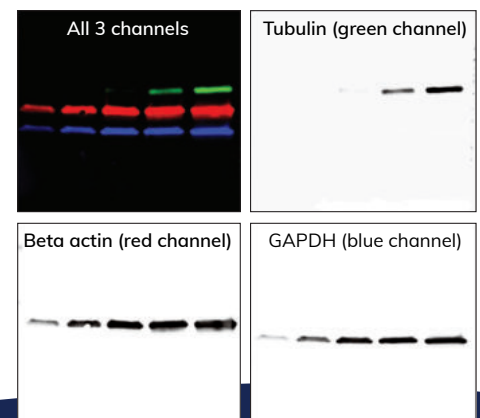 All 3 channels
Tubulin (green channel)
Beta actin (red channel)
GAPDH (blue channel)